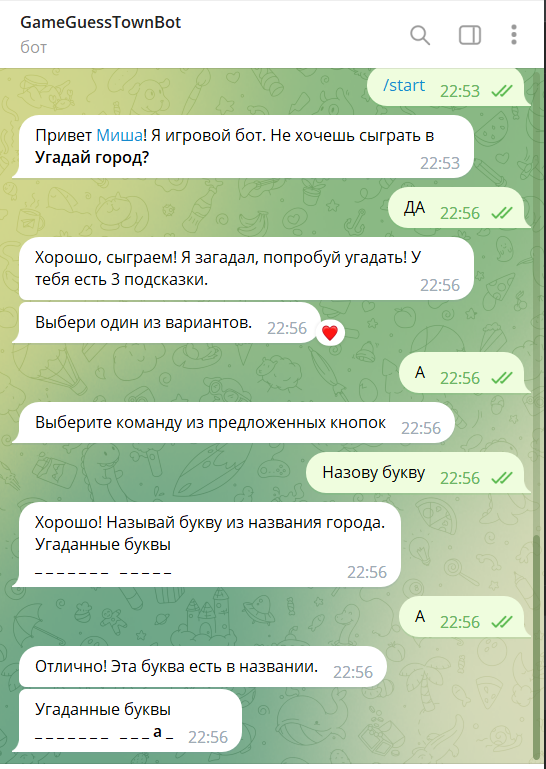 GameGuessTownBot
бот
/start 22:53
Привет Миша! Я игровой бот. Не хочешь сыграть в
Угадай город?
22:53
ДА 22:56
Хорошо, сыграем! Я загадал, попробуй угадать! У
тебя есть 3 подсказки.
22:56
Выбери один из вариантов. 22:56
А 22:56
Выберите команду из предложенных кнопок 22:56
Назову букву 22:56
Хорошо! Называй букву из названия города.
Угаданные буквы
_ _ _ _ _ _ _   _ _ _ _ _ 22:56
А 22:56
Отлично! Эта буква есть в названии. 22:56
Угаданные буквы
_ _ _ _ _ _ _   _ _ _ а _ 22:56